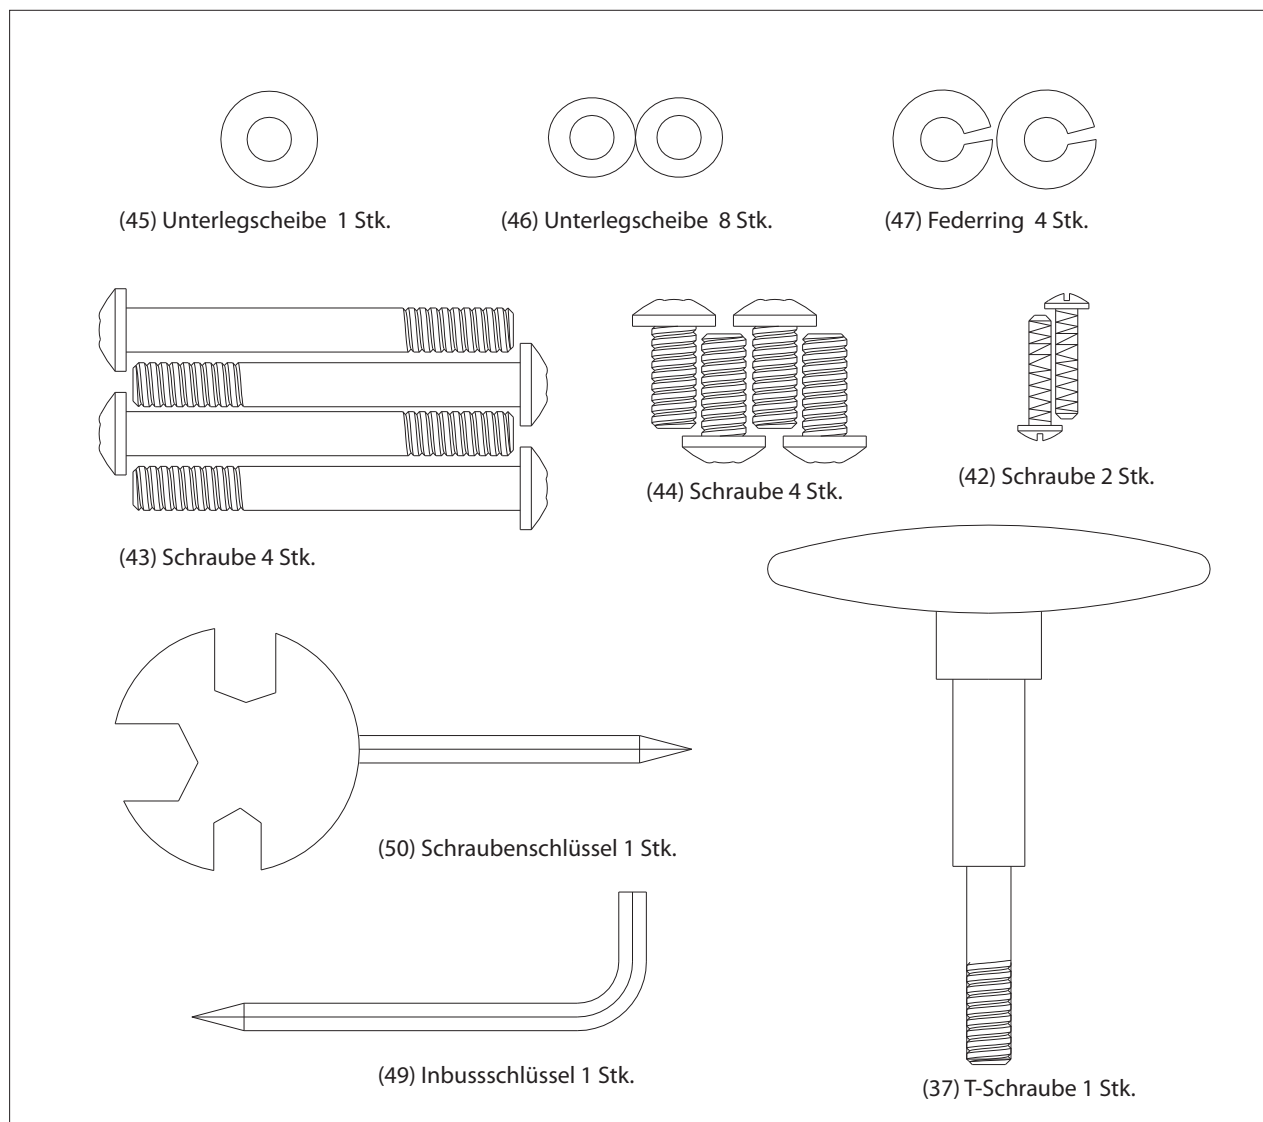 (45) Unterlegscheibe  1 Stk.
(46) Unterlegscheibe  8 Stk.
(47) Federring  4 Stk.
(44) Schraube 4 Stk.
(42) Schraube 2 Stk.
(43) Schraube 4 Stk.
(50) Schraubenschlüssel 1 Stk.
(49) Inbussschlüssel 1 Stk.
(37) T-Schraube 1 Stk.